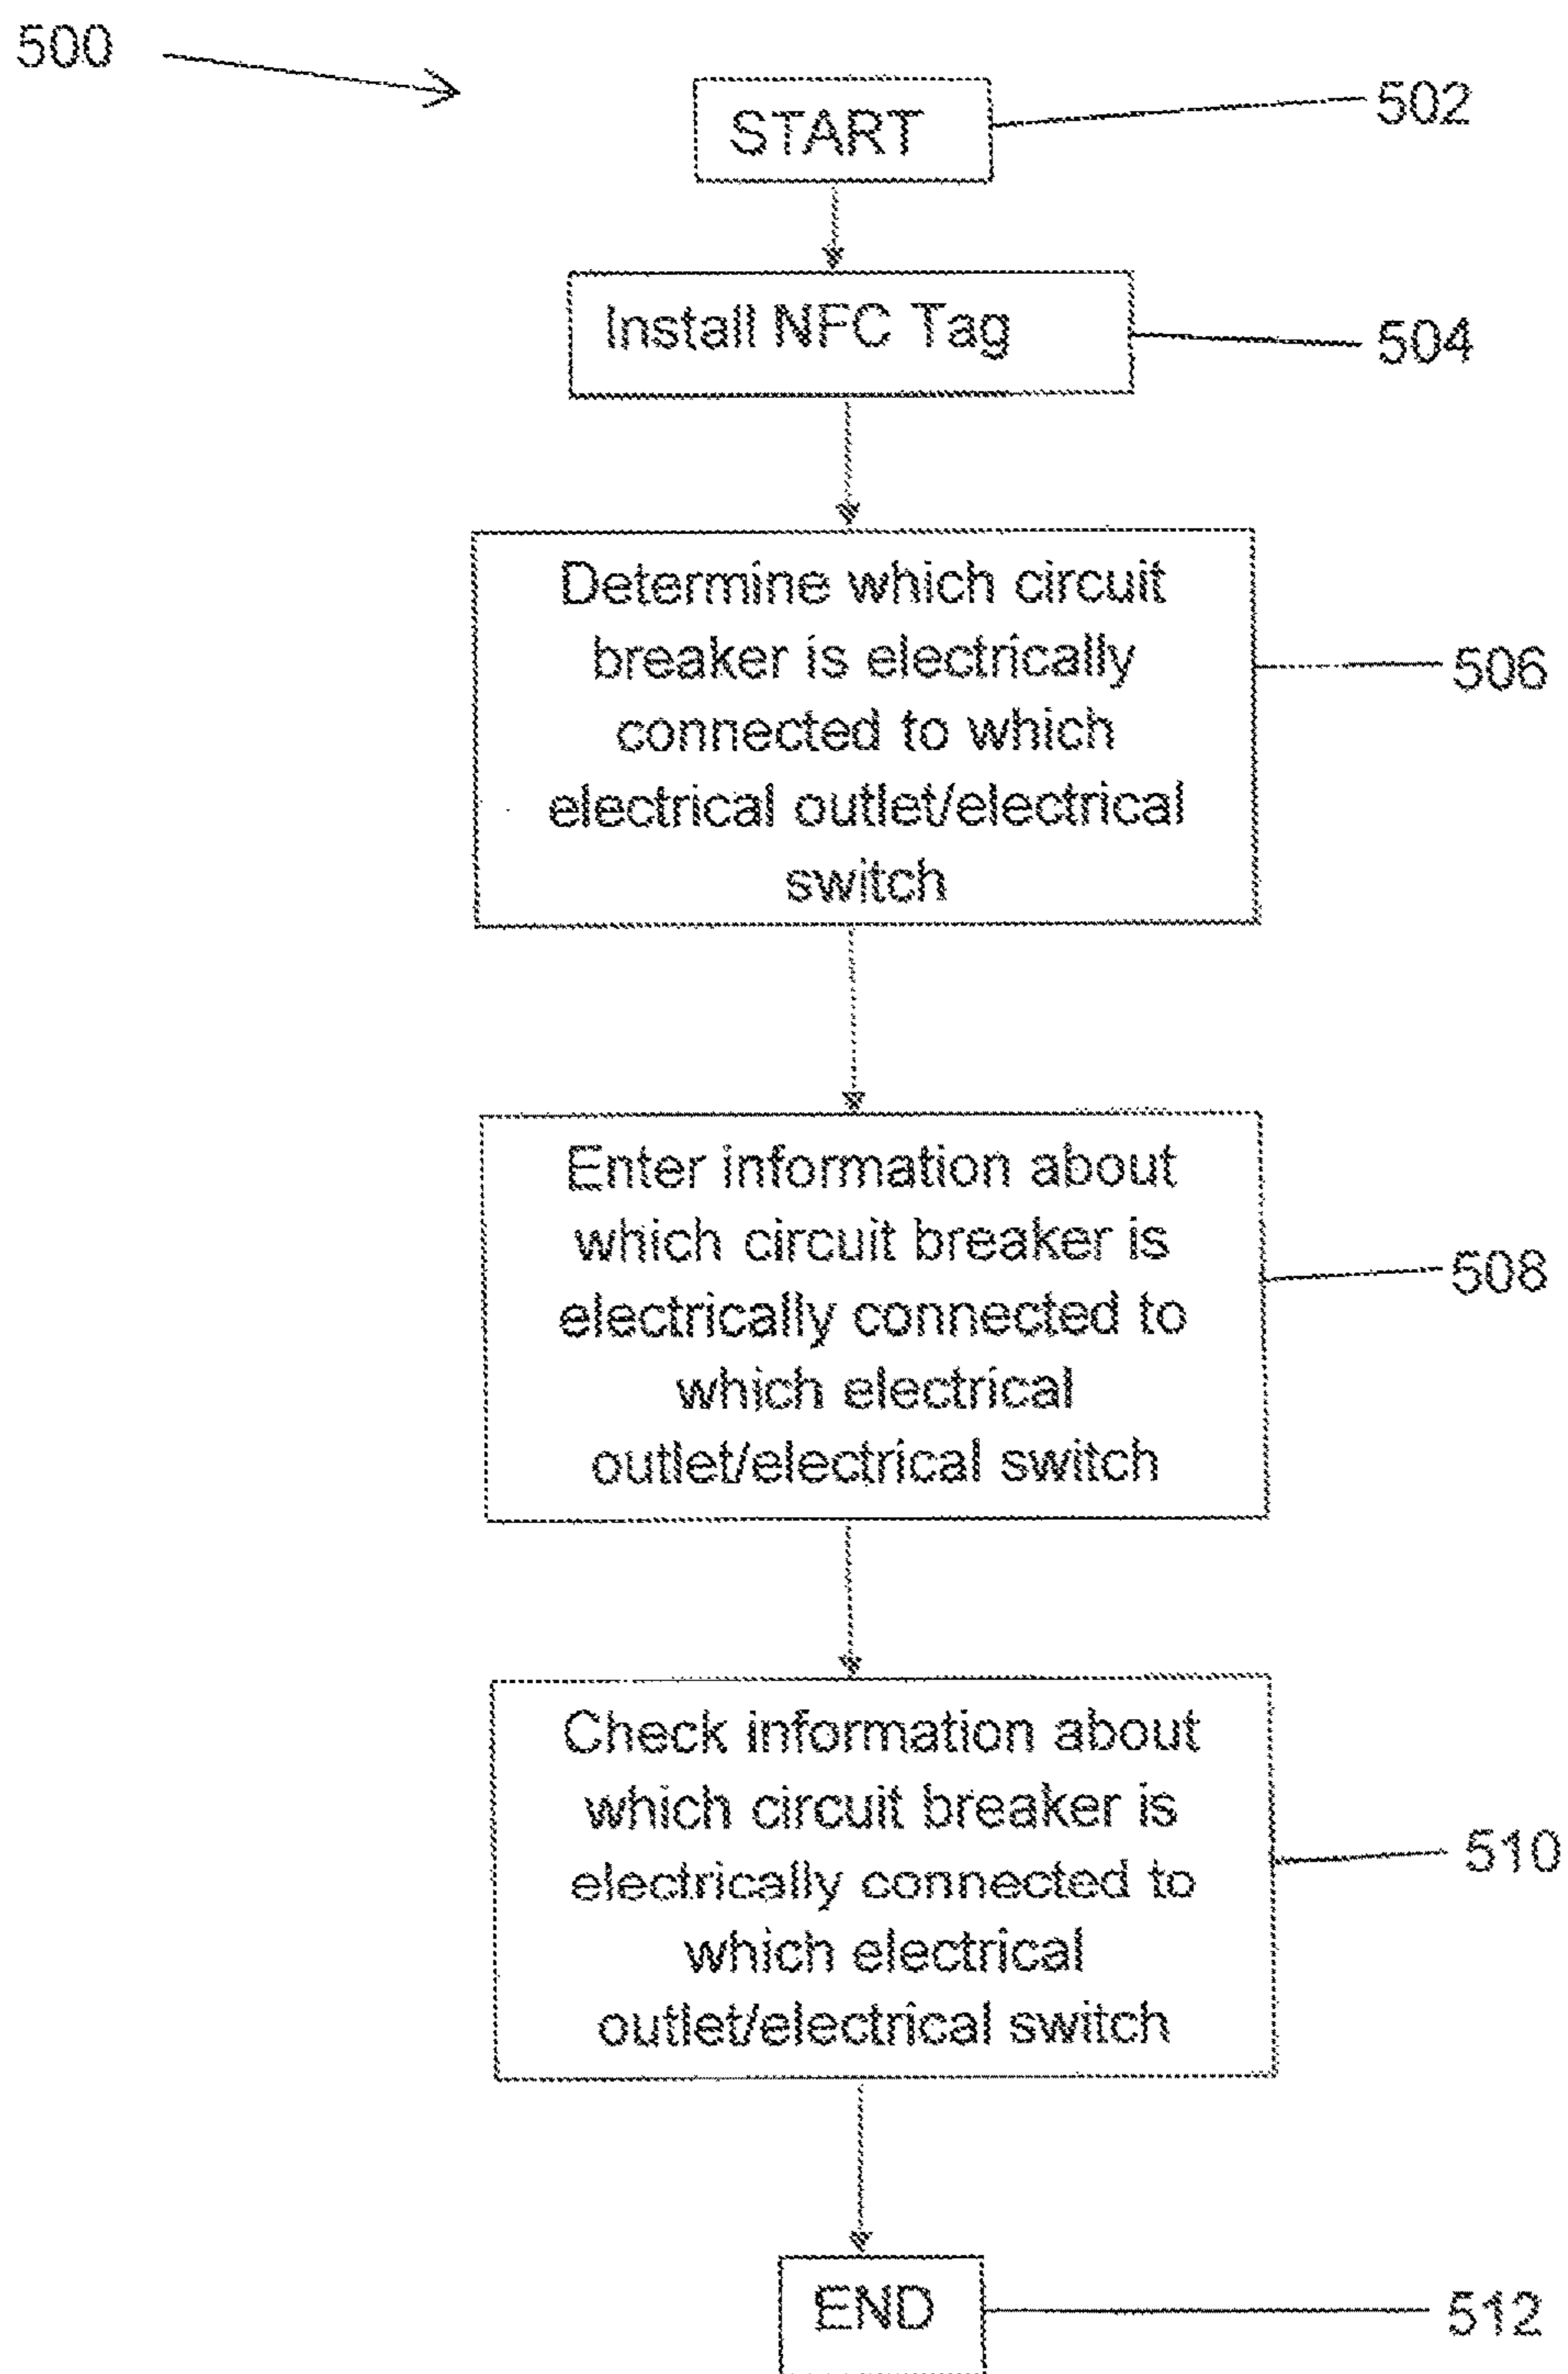 500
START
502
Install NFC Tag
504
Determine which circuit
breaker is electrically
connected to which
electrical outlet/electrical
switch
506
Enter information about
which circuit breaker is
electrically connected to
which electrical
outlet/electrical switch
508
Check information about
which circuit breaker is
electrically connected to
which electrical
outlet/electrical switch
510
END
512